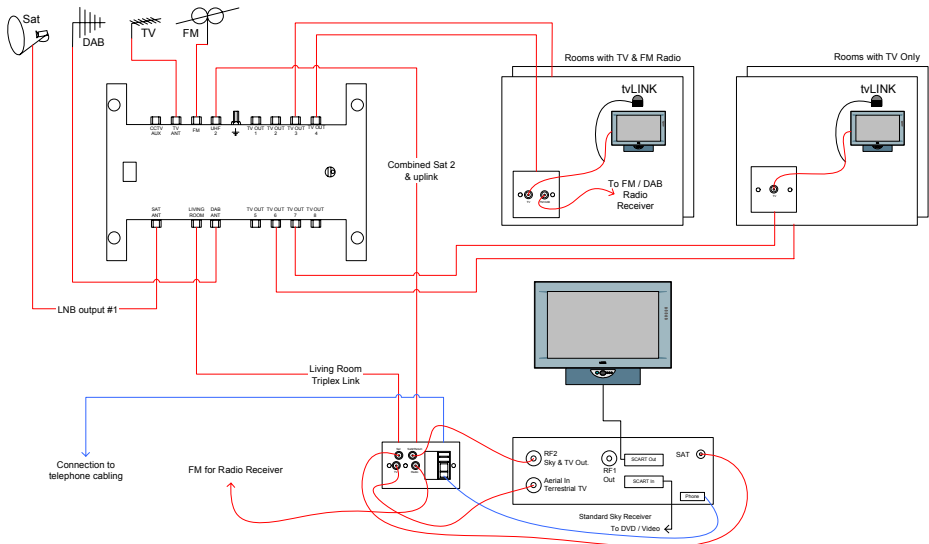 Sat
DAB
TV
FM
Rooms with TV & FM Radio
Rooms with TV Only
tvLINK
tvLINK
CCTV
AUX
TV
ANT
FM
UHF
2
TV OUT
1
TV OUT
2
TV OUT
3
TV OUT
4
Combined Sat 2
& uplink
To FM / DAB
Radio
Receiver
TV
TV
SAT
ANT
LIVING
ROOM
DAB
ANT
TV OUT
5
TV OUT
6
TV OUT
7
TV OUT
8
LNB output #1
Living Room
Triplex Link
Connection to
telephone cabling
FM for Radio Receiver
RF2
Sky & TV Out.
RF1
Out
SCART Out
SAT
Aerial In
Terrestrial TV
SCART In
Phone
Standard Sky Receiver
To DVD / Video